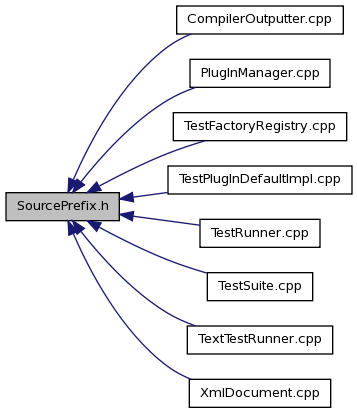 CompilerOutputter.cpp
PlugInManager.cpp
TestFactoryRegistry.cpp
TestPlugInDefaultImpl.cpp
SourcePrefix.h
TestRunner.cpp
TestSuite.cpp
TextTestRunner.cpp
XmlDocument.cpp